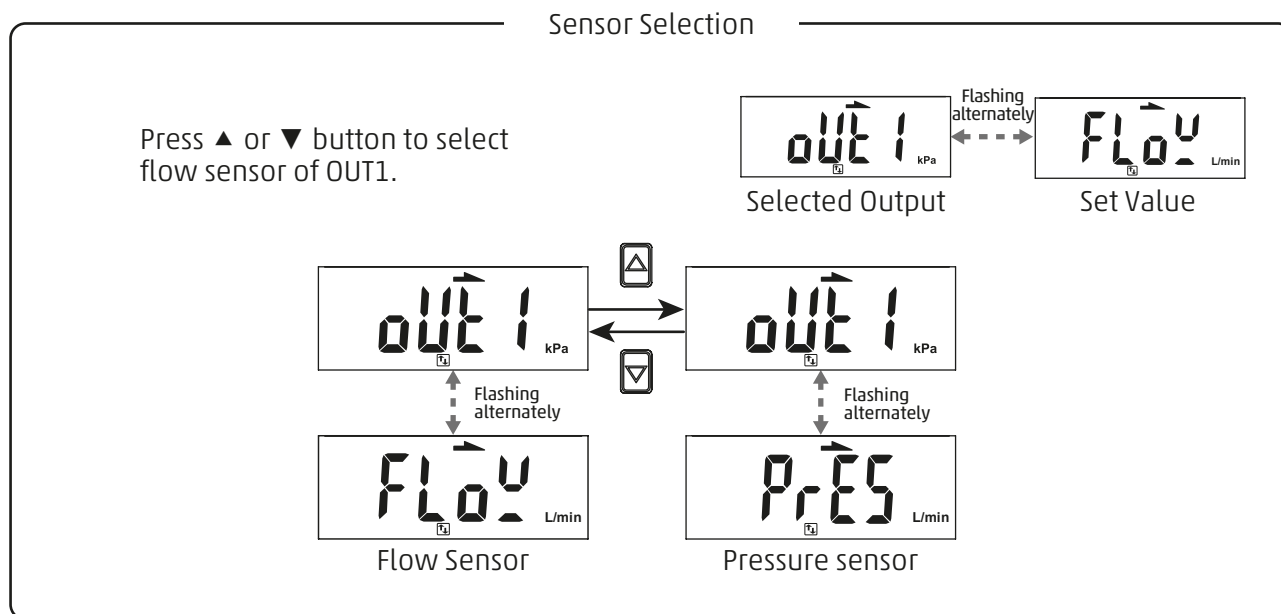 Sensor Selection
Press ▲ or ▼ button to select
flow sensor of OUT1.
oUt1
kPa
Flashing
alternately
FLoW
L/min
Selected Output
Set Value
oUt1
kPa
oUt1
kPa
Flashing
alternately
Flashing
alternately
FLoW
L/min
PrES
L/min
Flow Sensor
Pressure sensor